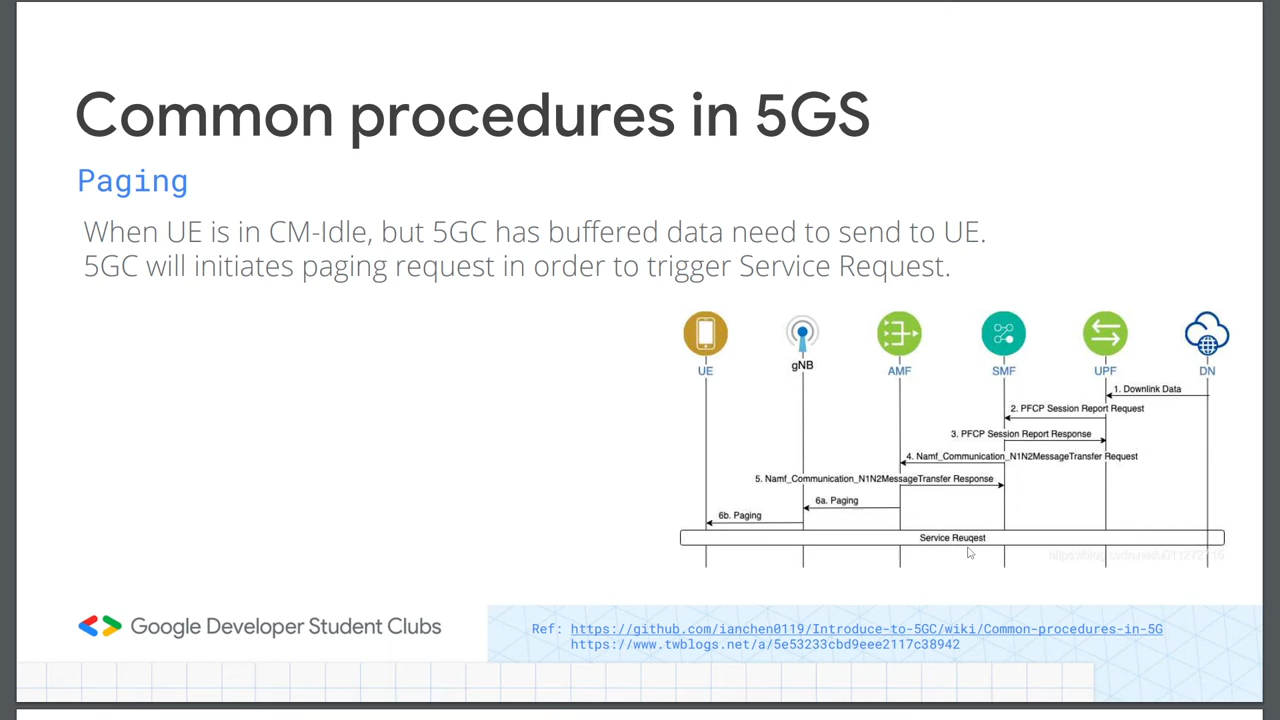 Common procedures in 5GS
Paging
When UE is in CM-Idle, but 5GC has buffered data need to send to UE.
5GC will initiates paging request in order to trigger Service Request.
UE
gNB
AMF
SMF
UPF
DN
1. Downlink Data
2. PFCP Session Report Request
3. PFCP Session Report Response
4. Namf_Communication_N1N2MessageTransfer Request
5. Namf_Communication_N1N2MessageTransfer Response
6a. Paging
6b. Paging
Service Reuqest
Google Developer Student Clubs
Ref: https://github.com/ianchen0119/Introduce-to-5GC/wiki/Common-procedures-in-5G
https://www.twblogs.net/a/5e53233cbd9eee2117c38942